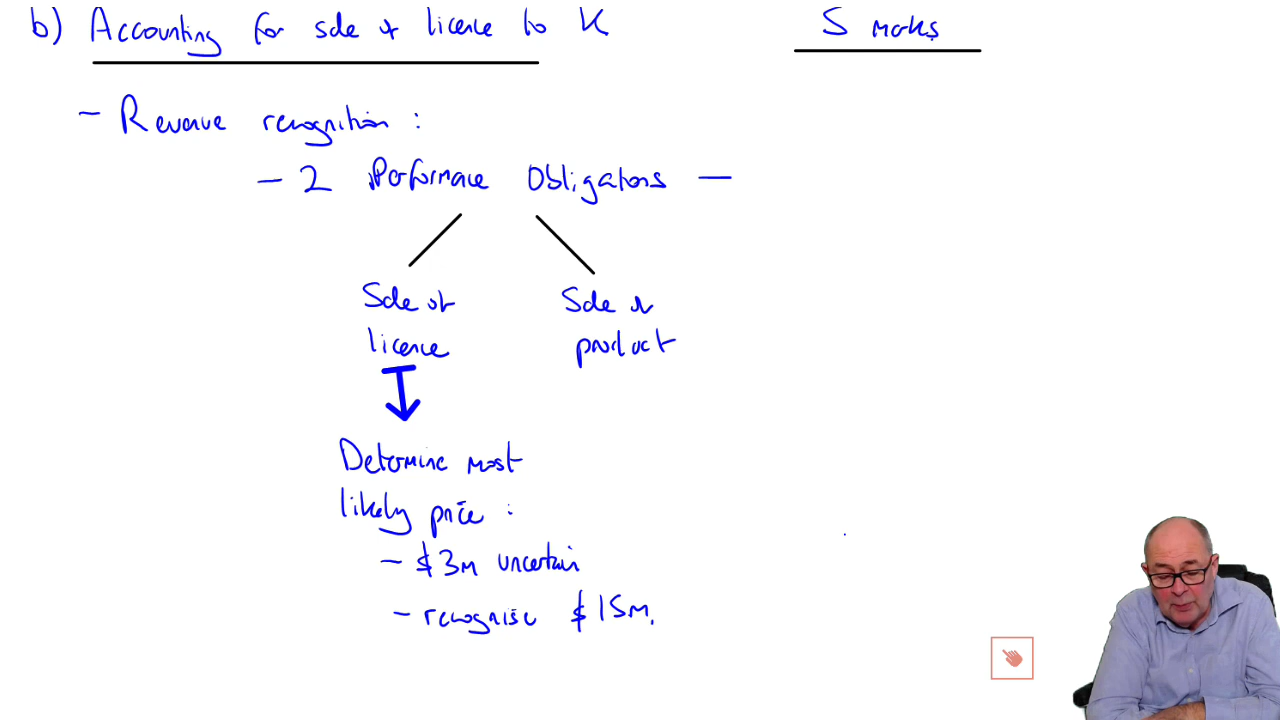 b) Accounting for sale of licence to K
5 marks
- Revenue recognition :
- 2 Performance Obligations -
Sale of
licence
Sale of
product
Determine most
likely price :
- $3m uncertain
- recognise $15m.